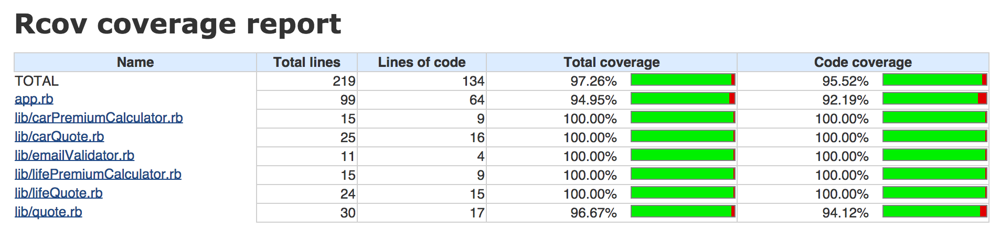 Rcov coverage report
Name Total lines Lines of code Total coverage Code coverage
TOTAL 219 134 97.26% 95.52%
app.rb 99 64 94.95% 92.19%
lib/carPremiumCalculator.rb 15 9 100.00% 100.00%
lib/carQuote.rb 25 16 100.00% 100.00%
lib/emailValidator.rb 11 4 100.00% 100.00%
lib/lifePremiumCalculator.rb 15 9 100.00% 100.00%
lib/lifeQuote.rb 24 15 100.00% 100.00%
lib/quote.rb 30 17 96.67% 94.12%